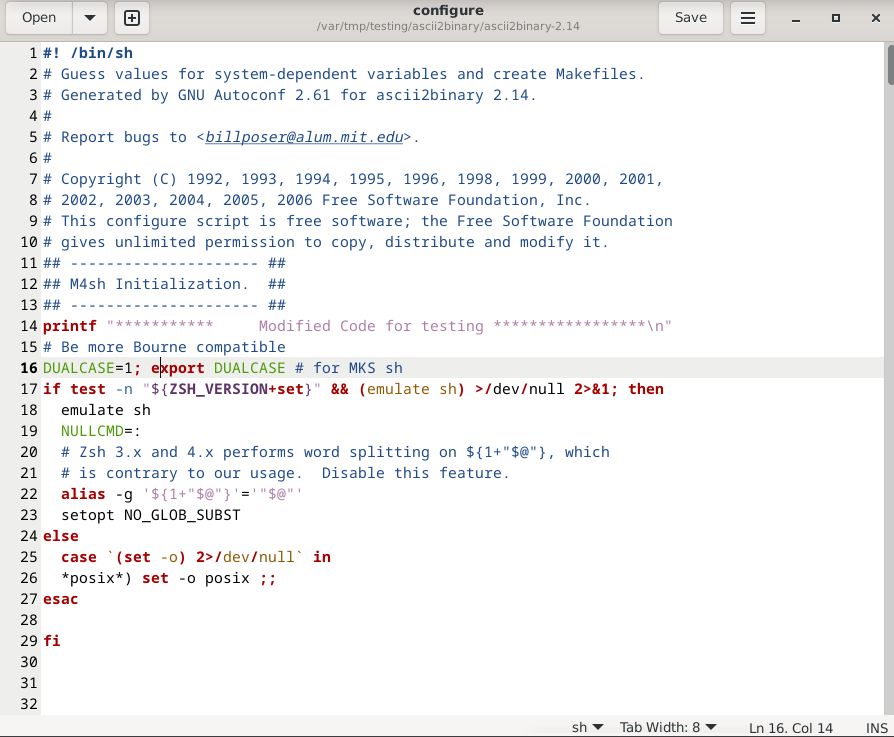 Open
configure
/var/tmp/testing/ascii2binary/ascii2binary-2.14
Save
1 #! /bin/sh
2 # Guess values for system-dependent variables and create Makefiles.
3 # Generated by GNU Autoconf 2.61 for ascii2binary 2.14.
4 #
5 # Report bugs to <billposer@alum.mit.edu>.
6 #
7 # Copyright (C) 1992, 1993, 1994, 1995, 1996, 1998, 1999, 2000, 2001,
8 # 2002, 2003, 2004, 2005, 2006 Free Software Foundation, Inc.
9 # This configure script is free software; the Free Software Foundation
10 # gives unlimited permission to copy, distribute and modify it.
11 ## --------------------- ##
12 ## M4sh Initialization.  ##
13 ## --------------------- ##
14 printf "***********     Modified Code for testing *****************\n"
15 # Be more Bourne compatible
16 DUALCASE=1; export DUALCASE # for MKS sh
17 if test -n "${ZSH_VERSION+set}" && (emulate sh) >/dev/null 2>&1; then
18   emulate sh
19   NULLCMD=:
20   # Zsh 3.x and 4.x performs word splitting on ${1+"$@"}, which
21   # is contrary to our usage.  Disable this feature.
22   alias -g '${1+"$@"}'='"$@"'
23   setopt NO_GLOB_SUBST
24 else
25   case `(set -o) 2>/dev/null` in
26   *posix*) set -o posix ;;
27 esac
28
29 fi
30
31
32
sh Tab Width: 8 Ln 16, Col 14 INS